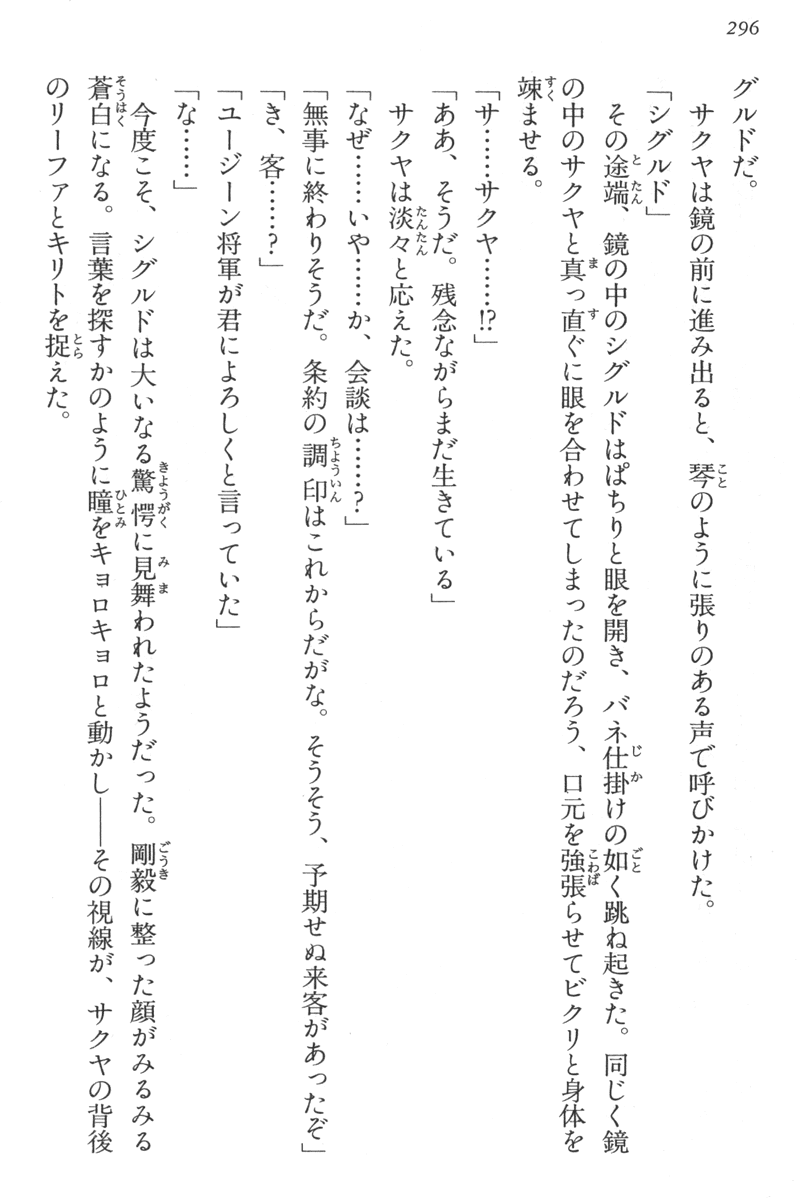 296
グルドだ。
　サクヤは鏡の前に進み出ると、琴のように張りのある声で呼びかけた。
「シグルド」
　その途端、鏡の中のシグルドはぱちりと眼を開き、バネ仕掛けの如く跳ね起きた。同じく鏡
の中のサクヤと真っ直ぐに眼を合わせてしまったのだろう、口元を強張らせてビクリと身体を
竦ませる。
「サ……サクヤ……!?」
「ああ、そうだ。残念ながらまだ生きている」
　サクヤは淡々と応えた。
「なぜ……いや……か、会談は……?」
「無事に終わりそうだ。条約の調印はこれからだがな。そうそう、予期せぬ来客があったぞ」
「き、客……?」
「ユージーン将軍が君によろしくと言っていた」
「な……」
　今度こそ、シグルドは大いなる驚愕に見舞われたようだった。剛毅に整った顔がみるみる
蒼白になる。言葉を探すかのように瞳をキョロキョロと動かし――その視線が、サクヤの背後
のリーファとキリトを捉えた。